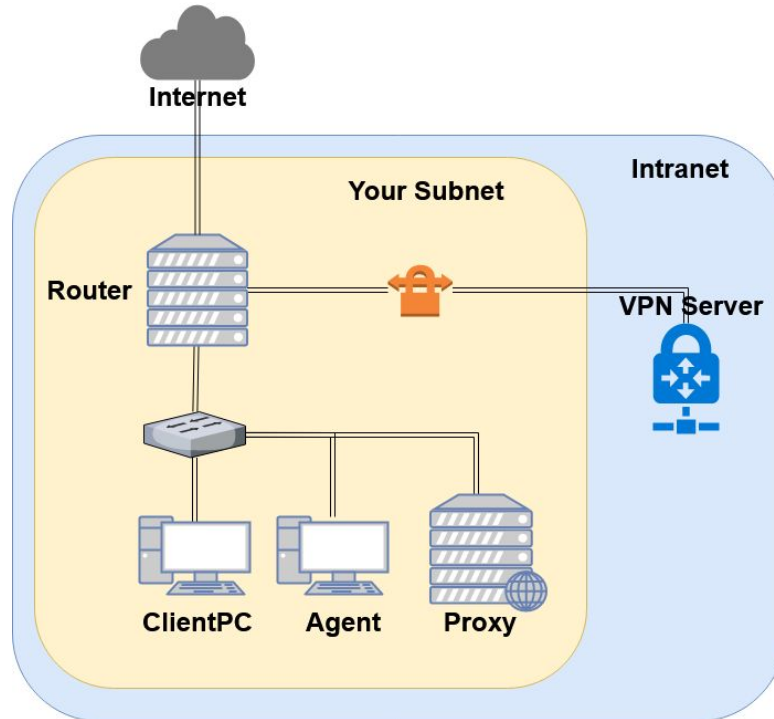 Internet
Intranet
Your Subnet
Router
VPN Server
ClientPC
Agent
Proxy